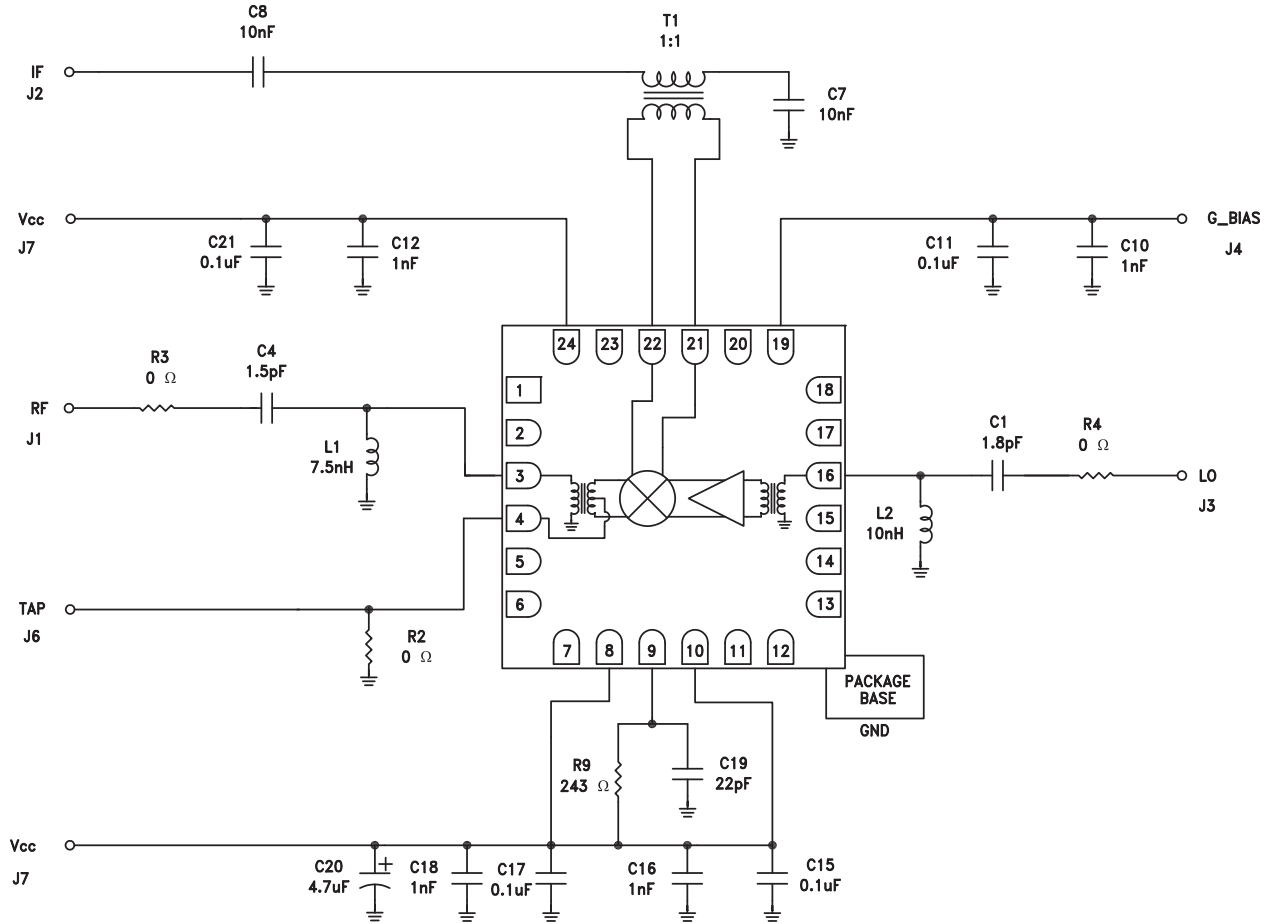 C8
10nF
T1
1:1
IF
J2
C7
10nF
Vcc
J7
C21
0.1uF
C12
1nF
C11
0.1uF
C10
1nF
G_BIAS
J4
24
23
22
21
20
19
R3
0 Ω
C4
1.5pF
RF
J1
L1
7.5nH
1
2
3
4
5
6
18
17
16
15
14
13
C1
1.8pF
R4
0 Ω
LO
J3
L2
10nH
TAP
J6
R2
0 Ω
7
8
9
10
11
12
PACKAGE
BASE
GND
R9
243 Ω
C19
22pF
Vcc
J7
C20
4.7uF
+
C18
1nF
C17
0.1uF
C16
1nF
C15
0.1uF